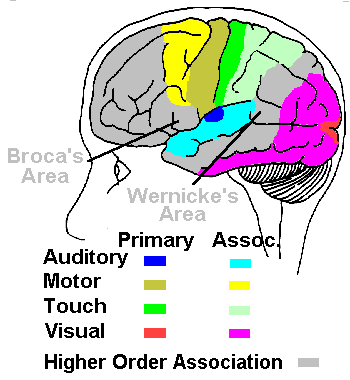 Broca's
Area
Wernicke's
Area
Primary Assoc.
Auditory
Motor
Touch
Visual
Higher Order Association